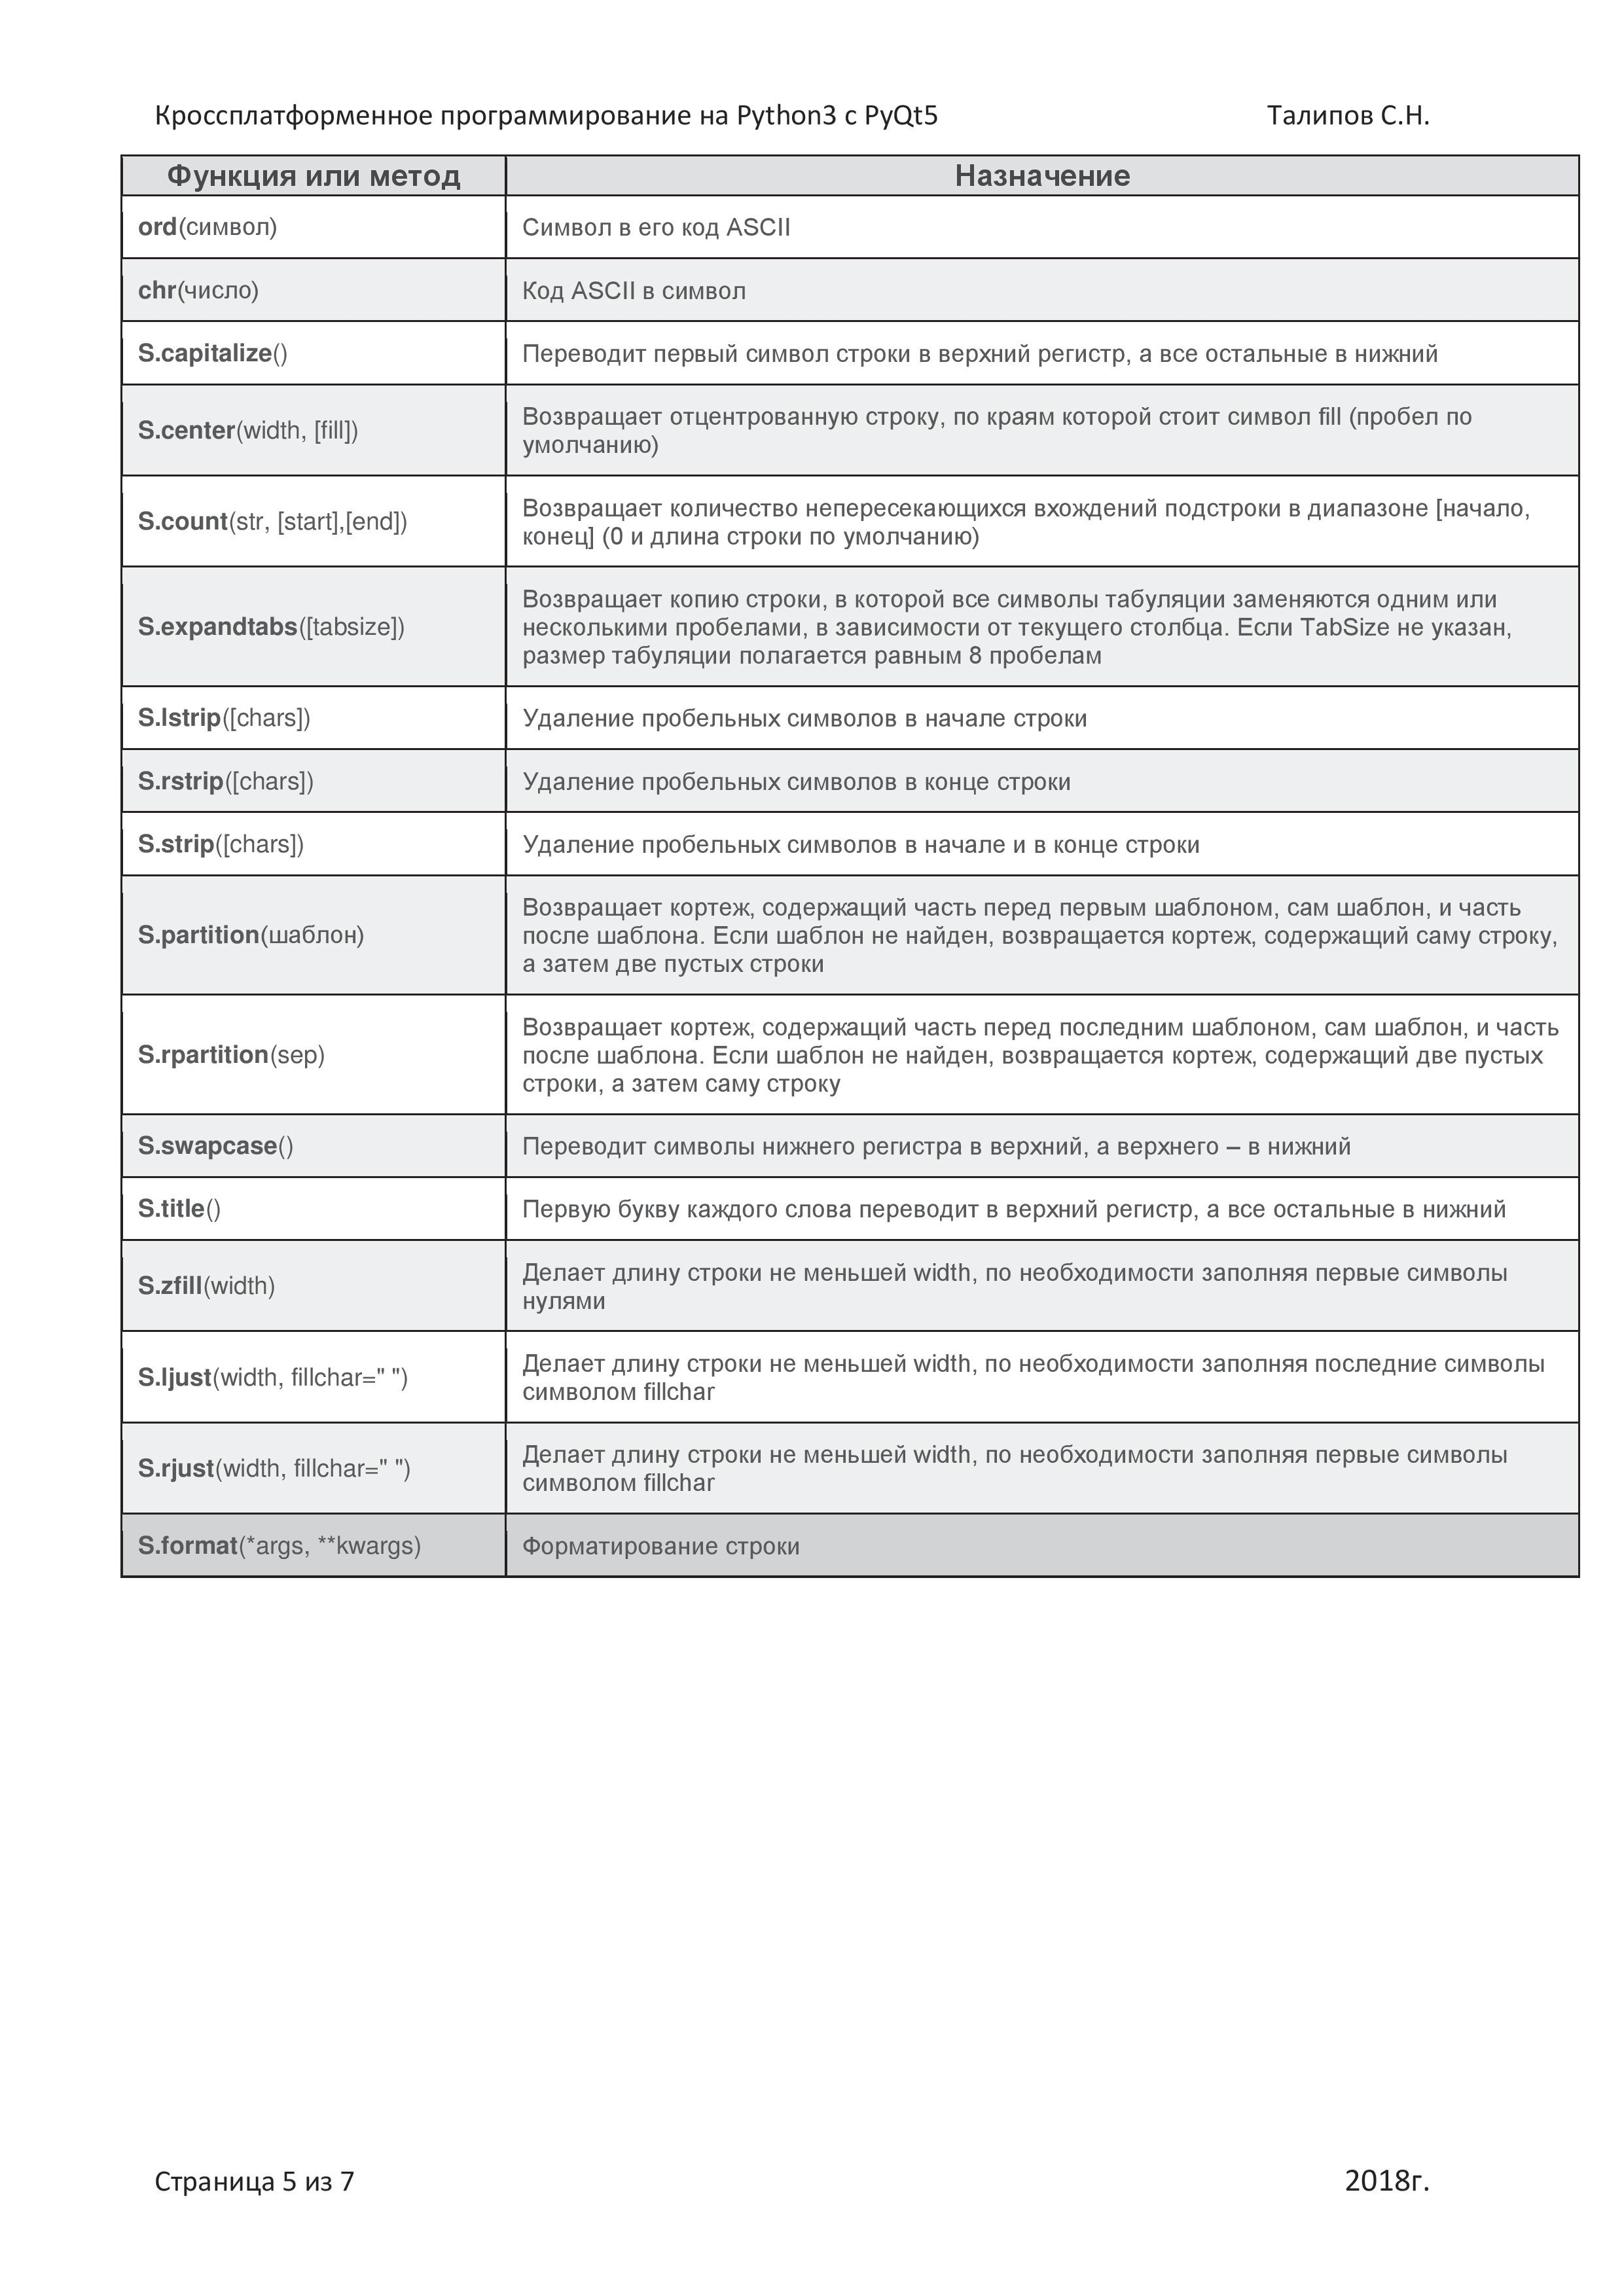 Кроссплатформенное программирование на Python3 с PyQt5 Талипов С.Н.
Функция или метод Назначение
ord(символ) Символ в его код ASCII
chr(число) Код ASCII в символ
S.capitalize() Переводит первый символ строки в верхний регистр, а все остальные в нижний
S.center(width, [fill]) Возвращает отцентрованную строку, по краям которой стоит символ fill (пробел по
умолчанию)
S.count(str, [start],[end]) Возвращает количество непересекающихся вхождений подстроки в диапазоне [начало,
конец] (0 и длина строки по умолчанию)
S.expandtabs([tabsize]) Возвращает копию строки, в которой все символы табуляции заменяются одним или
несколькими пробелами, в зависимости от текущего столбца. Если TabSize не указан,
размер табуляции полагается равным 8 пробелам
S.lstrip([chars]) Удаление пробельных символов в начале строки
S.rstrip([chars]) Удаление пробельных символов в конце строки
S.strip([chars]) Удаление пробельных символов в начале и в конце строки
S.partition(шаблон) Возвращает кортеж, содержащий часть перед первым шаблоном, сам шаблон, и часть
после шаблона. Если шаблон не найден, возвращается кортеж, содержащий саму строку,
а затем две пустых строки
S.rpartition(sep) Возвращает кортеж, содержащий часть перед последним шаблоном, сам шаблон, и часть
после шаблона. Если шаблон не найден, возвращается кортеж, содержащий две пустых
строки, а затем саму строку
S.swapcase() Переводит символы нижнего регистра в верхний, а верхнего – в нижний
S.title() Первую букву каждого слова переводит в верхний регистр, а все остальные в нижний
S.zfill(width) Делает длину строки не меньшей width, по необходимости заполняя первые символы
нулями
S.ljust(width, fillchar=" ") Делает длину строки не меньшей width, по необходимости заполняя последние символы
символом fillchar
S.rjust(width, fillchar=" ") Делает длину строки не меньшей width, по необходимости заполняя первые символы
символом fillchar
S.format(*args, **kwargs) Форматирование строки
Страница 5 из 7 2018г.